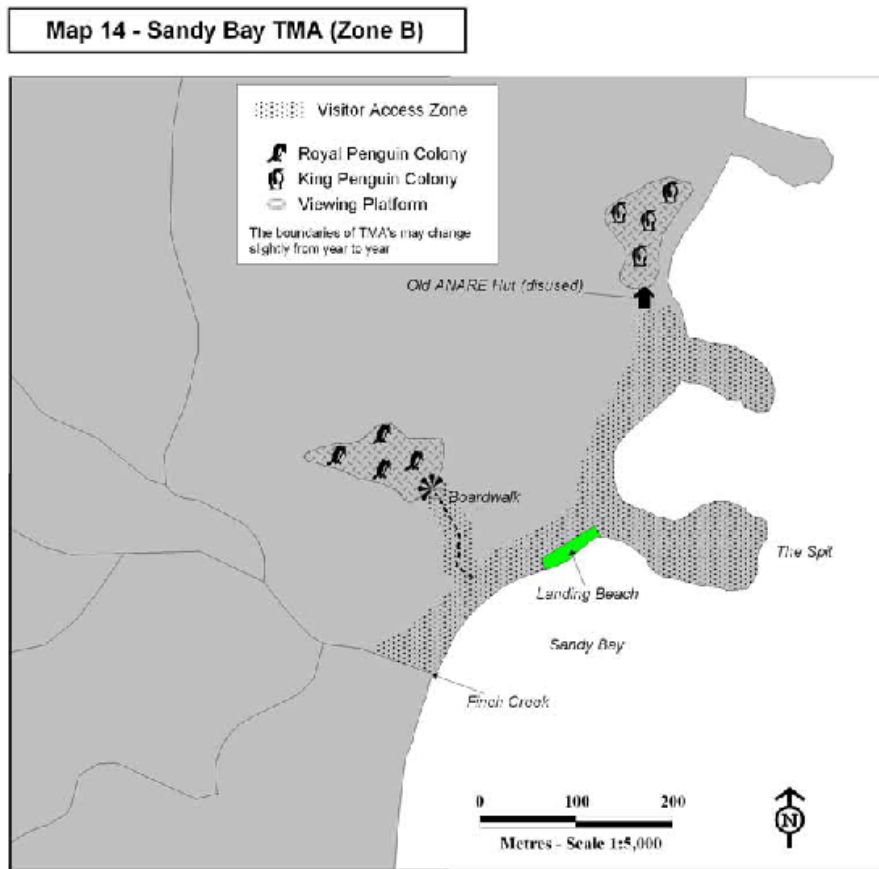 Map 14 - Sandy Bay TMA (Zone B)
Visitor Access Zone
Royal Penguin Colony
King Penguin Colony
Viewing Platform
The boundaries of TMA's may change
slightly from year to year
Old ANARE Hut (disused)
Boardwalk
The Spit
Landing Beach
Sandy Bay
Finch Creek
0 100 200
Metres - Scale 1:5,000
N